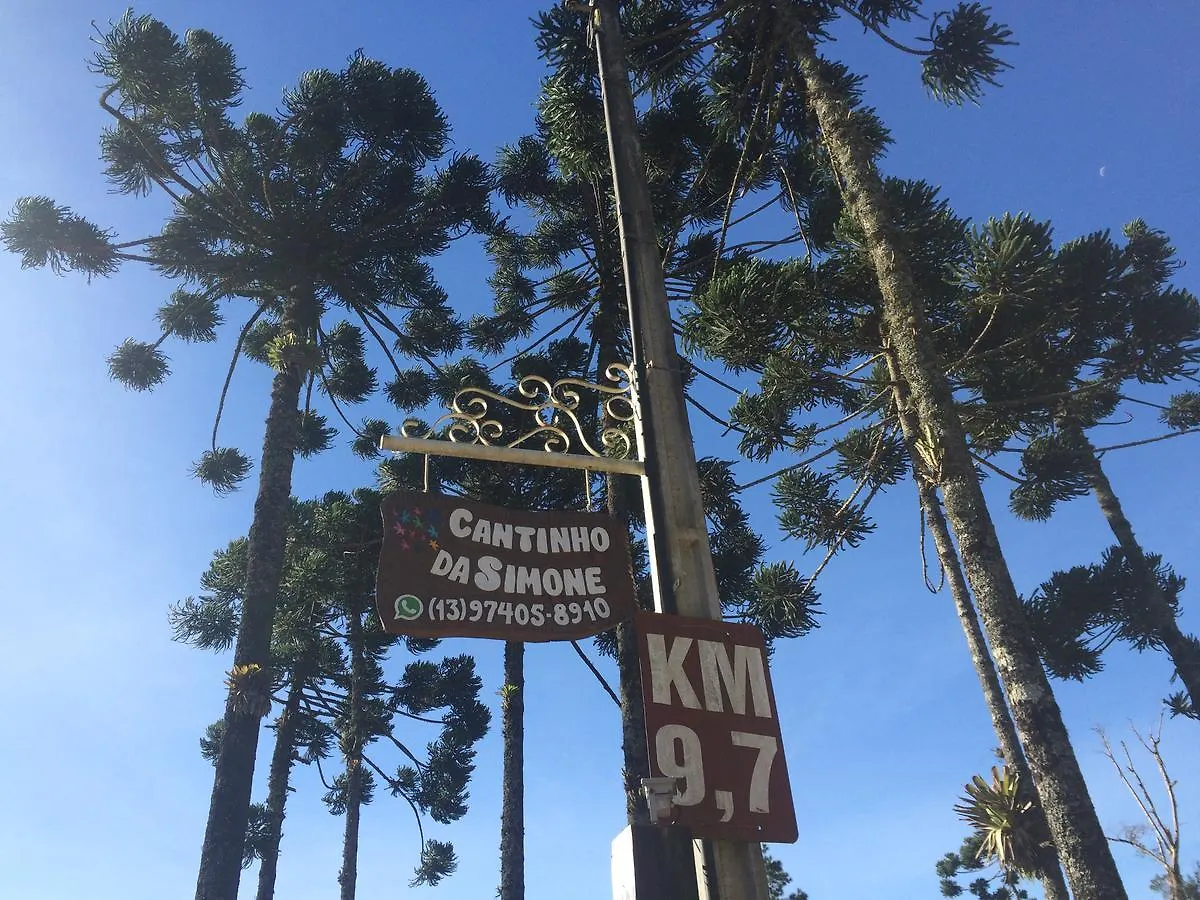 CANTINHO
DA SIMONE
(13)97405-8910
KM
9,7